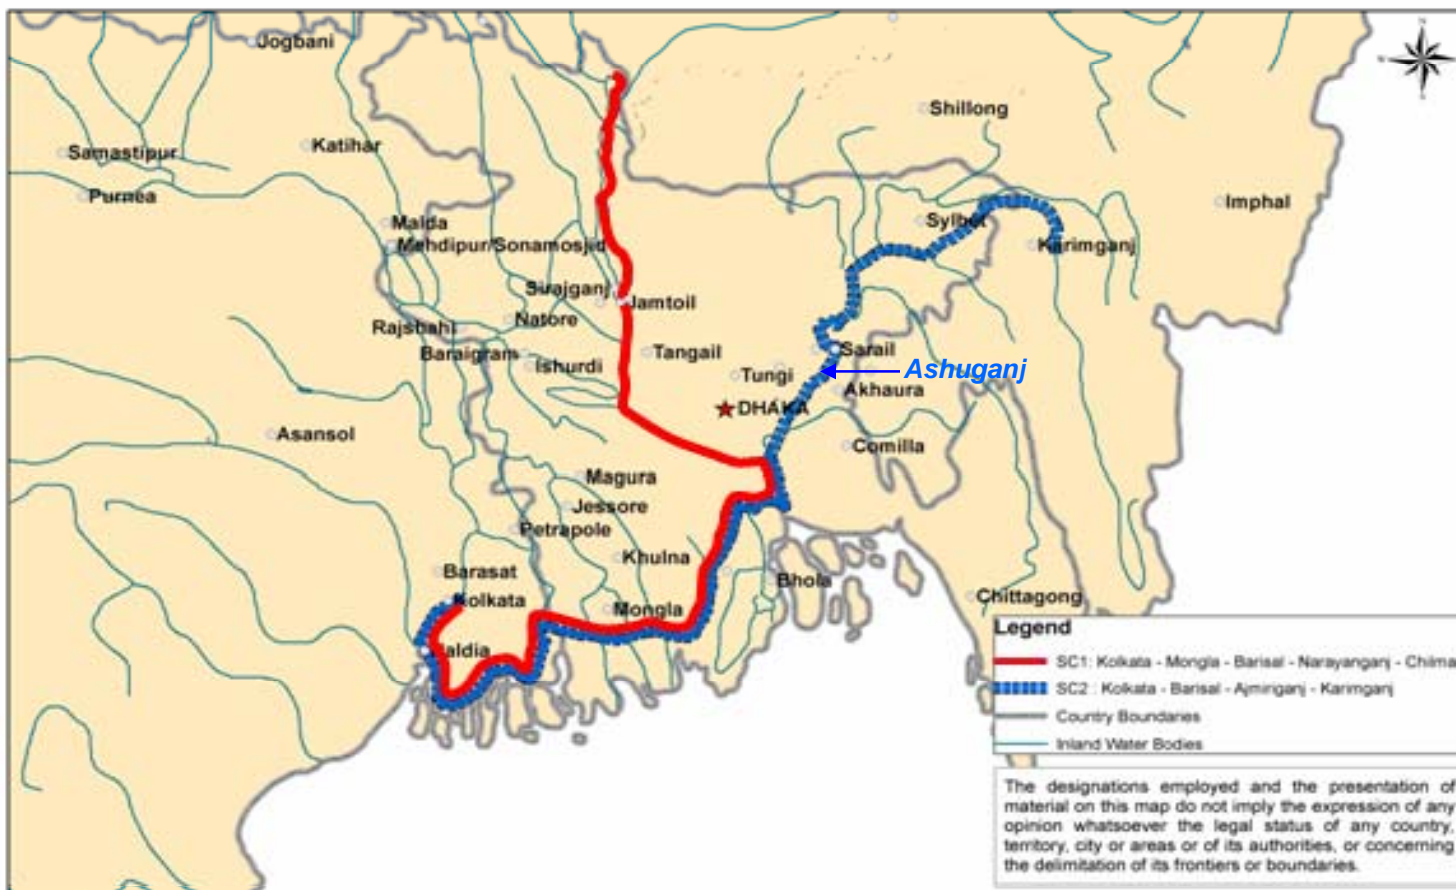 Jogbani
Shillong
Samastipur
Katihar
Purnea
Imphal
Malda
Sylhet
Mehdipur/Sonamosjid
Karimganj
Sirajganj
Jamtoil
Natore
Rajshahi
Baraigram
Tangail
Sarail
Ishurdi
Tungi
Ashuganj
Akhaura
DHAKA
Asansol
Comilla
Magura
Jessore
Petrapole
Khulna
Barasat
Bhola
Kolkata
Mongla
Chittagong
Haldia
Legend
SC1: Kolkata - Mongla - Barisal - Narayanganj - Chilma
SC2 : Kolkata - Barisal - Ajmiriganj - Karimganj
Country Boundaries
Inland Water Bodies
The designations employed and the presentation of
material on this map do not imply the expression of any
opinion whatsoever the legal status of any country,
territory, city or areas or of its authorities, or concerning
the delimitation of its frontiers or boundaries.